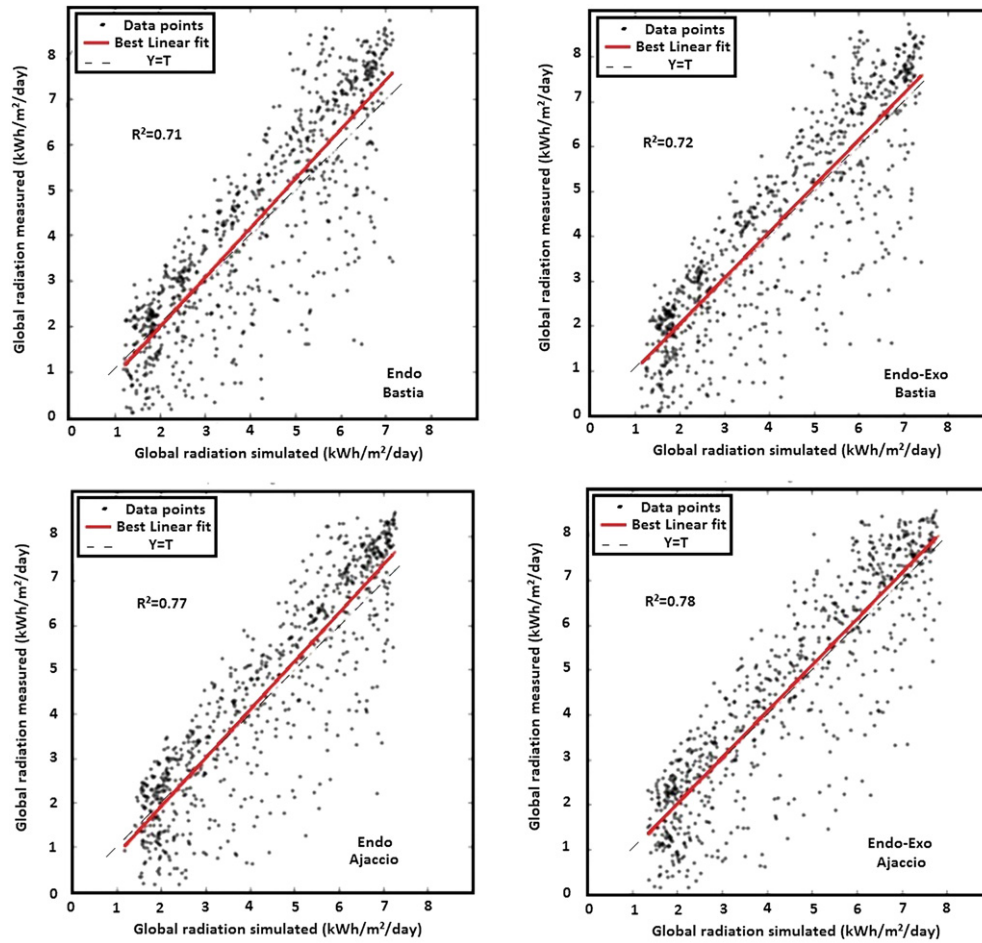 Data points
Best Linear fit
Y=T
R²=0.71
Endo
Bastia
Global radiation measured (kWh/m²/day)
8
7
6
5
4
3
2
1
0
0 1 2 3 4 5 6 7 8
Global radiation simulated (kWh/m²/day)
Data points
Best Linear fit
Y=T
R²=0.72
Endo-Exo
Bastia
Global radiation measured (kWh/m²/day)
8
7
6
5
4
3
2
1
0
0 1 2 3 4 5 6 7 8
Global radiation simulated (kWh/m²/day)
Data points
Best Linear fit
Y=T
R²=0.77
Endo
Ajaccio
Global radiation measured (kWh/m²/day)
8
7
6
5
4
3
2
1
0
0 1 2 3 4 5 6 7 8
Global radiation simulated (kWh/m²/day)
Data points
Best Linear fit
Y=T
R²=0.78
Endo-Exo
Ajaccio
Global radiation measured (kWh/m²/day)
8
7
6
5
4
3
2
1
0
0 1 2 3 4 5 6 7 8
Global radiation simulated (kWh/m²/day)